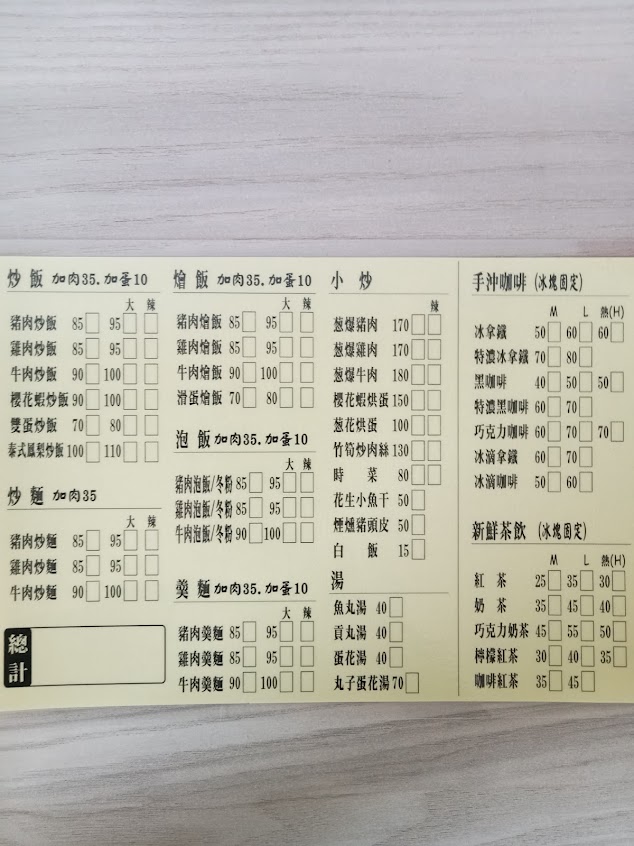 炒飯 加肉35.加蛋10
大 辣
豬肉炒飯 85 95
雞肉炒飯 85 95
牛肉炒飯 90 100
櫻花蝦炒飯 90 100
雙蛋炒飯 70 80
泰式鳳梨炒飯 100 110
炒麵 加肉35
大 辣
豬肉炒麵 85 95
雞肉炒麵 85 95
牛肉炒麵 90 100
總計
燴飯 加肉35.加蛋10
大 辣
豬肉燴飯 85 95
雞肉燴飯 85 95
牛肉燴飯 90 100
滑蛋燴飯 70 80
泡飯 加肉35.加蛋10
大 辣
豬肉泡飯/冬粉 85 95
雞肉泡飯/冬粉 85 95
牛肉泡飯/冬粉 90 100
羹麵 加肉35.加蛋10
大 辣
豬肉羹麵 85 95
雞肉羹麵 85 95
牛肉羹麵 90 100
小炒
辣
蔥爆豬肉 170
蔥爆雞肉 170
蔥爆牛肉 180
櫻花蝦烘蛋 150
蔥花烘蛋 100
竹筍炒肉絲 130
時菜 80
花生小魚干 50
煙燻豬頭皮 50
白飯 15
湯
魚丸湯 40
貢丸湯 40
蛋花湯 40
丸子蛋花湯 70
手沖咖啡 (冰塊固定)
M L 熱(H)
冰拿鐵 50 60 60
特濃冰拿鐵 70 80
黑咖啡 40 50 50
特濃黑咖啡 60 70
巧克力咖啡 60 70 70
冰滴拿鐵 60 70
冰滴咖啡 50 60
新鮮茶飲 (冰塊固定)
M L 熱(H)
紅茶 25 35 30
奶茶 35 45 40
巧克力奶茶 45 55 50
檸檬紅茶 30 40 35
咖啡紅茶 35 45